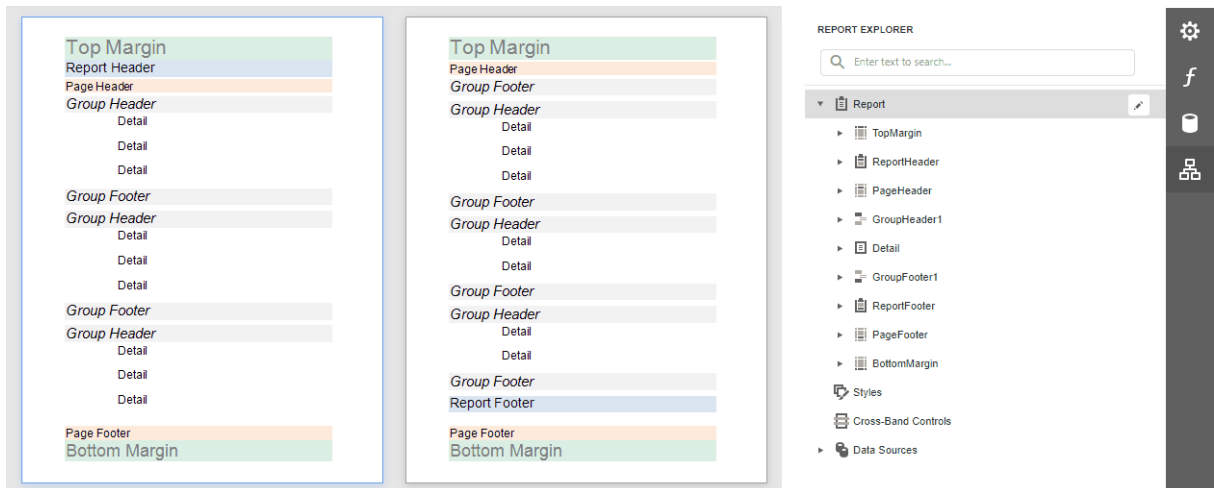 Top Margin
Report Header
Page Header
Group Header
Detail
Detail
Detail
Group Footer
Group Header
Detail
Detail
Detail
Group Footer
Group Header
Detail
Detail
Detail
Page Footer
Bottom Margin
Top Margin
Page Header
Group Footer
Group Header
Detail
Detail
Detail
Group Footer
Group Header
Detail
Detail
Group Footer
Group Header
Detail
Detail
Group Footer
Report Footer
Page Footer
Bottom Margin
REPORT EXPLORER
Enter text to search...
Report
TopMargin
ReportHeader
PageHeader
GroupHeader1
Detail
GroupFooter1
ReportFooter
PageFooter
BottomMargin
Styles
Cross-Band Controls
Data Sources
f